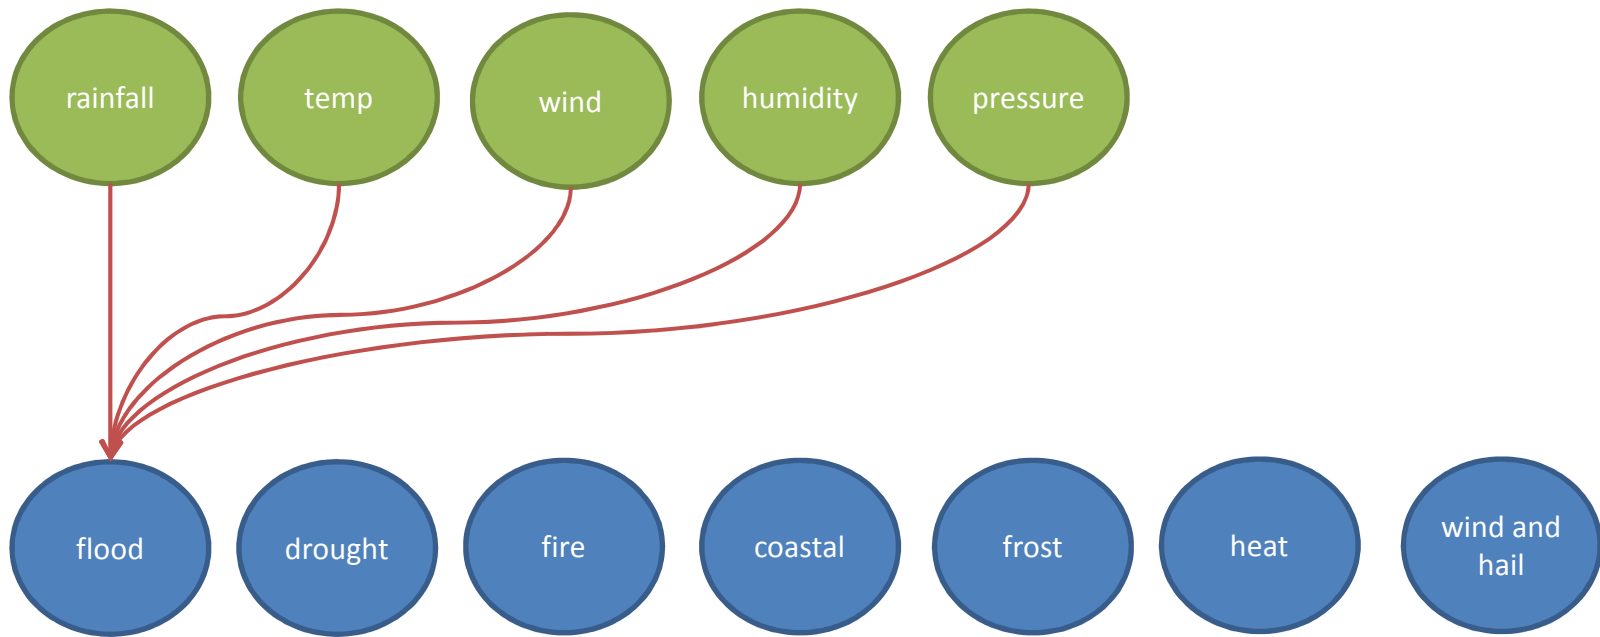 rainfall
temp
wind
humidity
pressure
flood
drought
fire
coastal
frost
heat
wind and
hail